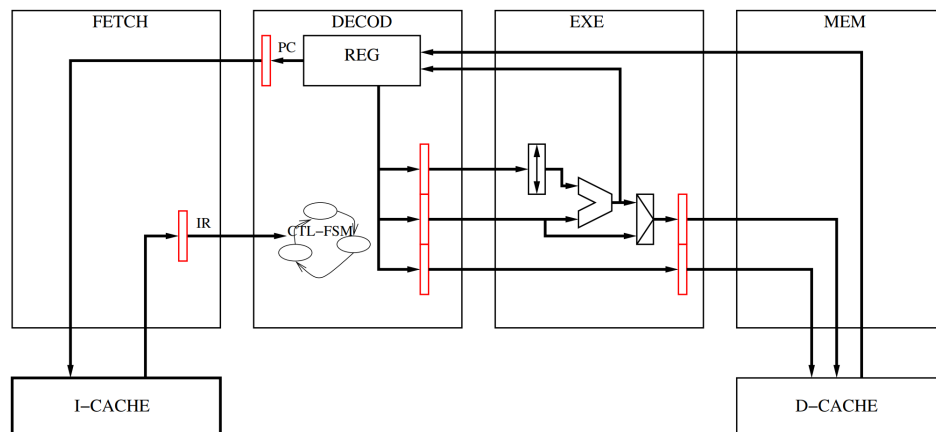 FETCH
DECOD
EXE
MEM
PC
REG
IR
CTL-FSM
I-CACHE
D-CACHE